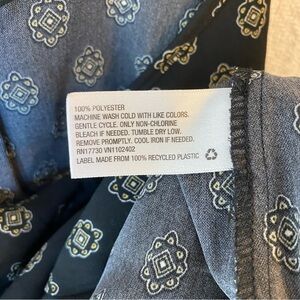 100% POLYESTER
MACHINE WASH COLD WITH LIKE COLORS.
GENTLE CYCLE. ONLY NON-CHLORINE
BLEACH IF NEEDED. TUMBLE DRY LOW.
REMOVE PROMPTLY. COOL IRON IF NEEDED.
RN17730 VN1102402
LABEL MADE FROM 100% RECYCLED PLASTIC